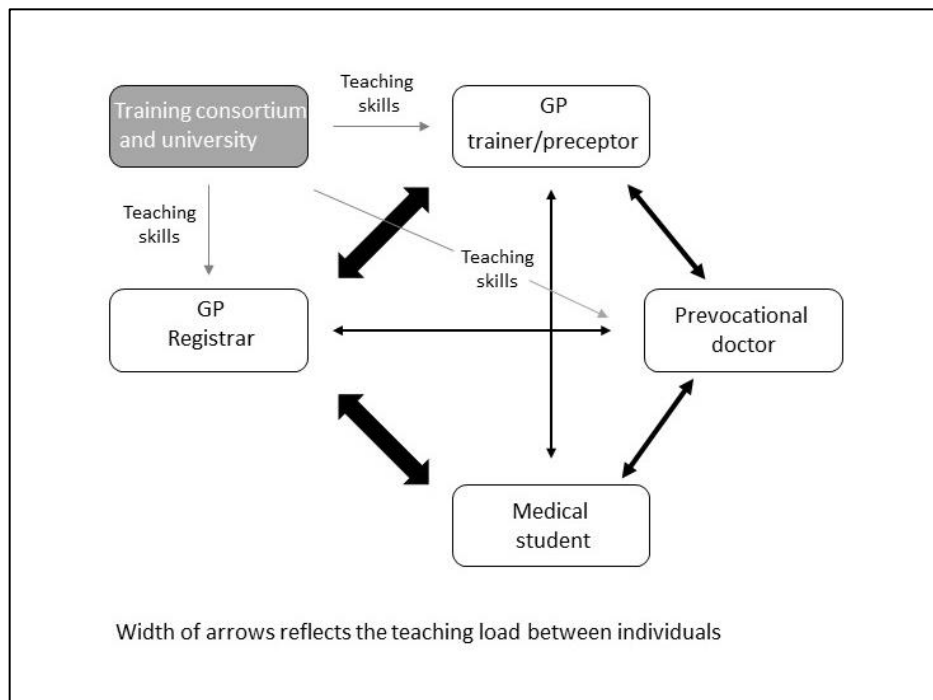 Training consortium
and university
Teaching
skills
GP
trainer/preceptor
Teaching
skills
Teaching
skills
GP
Registrar
Prevocational
doctor
Medical
student
Width of arrows reflects the teaching load between individuals